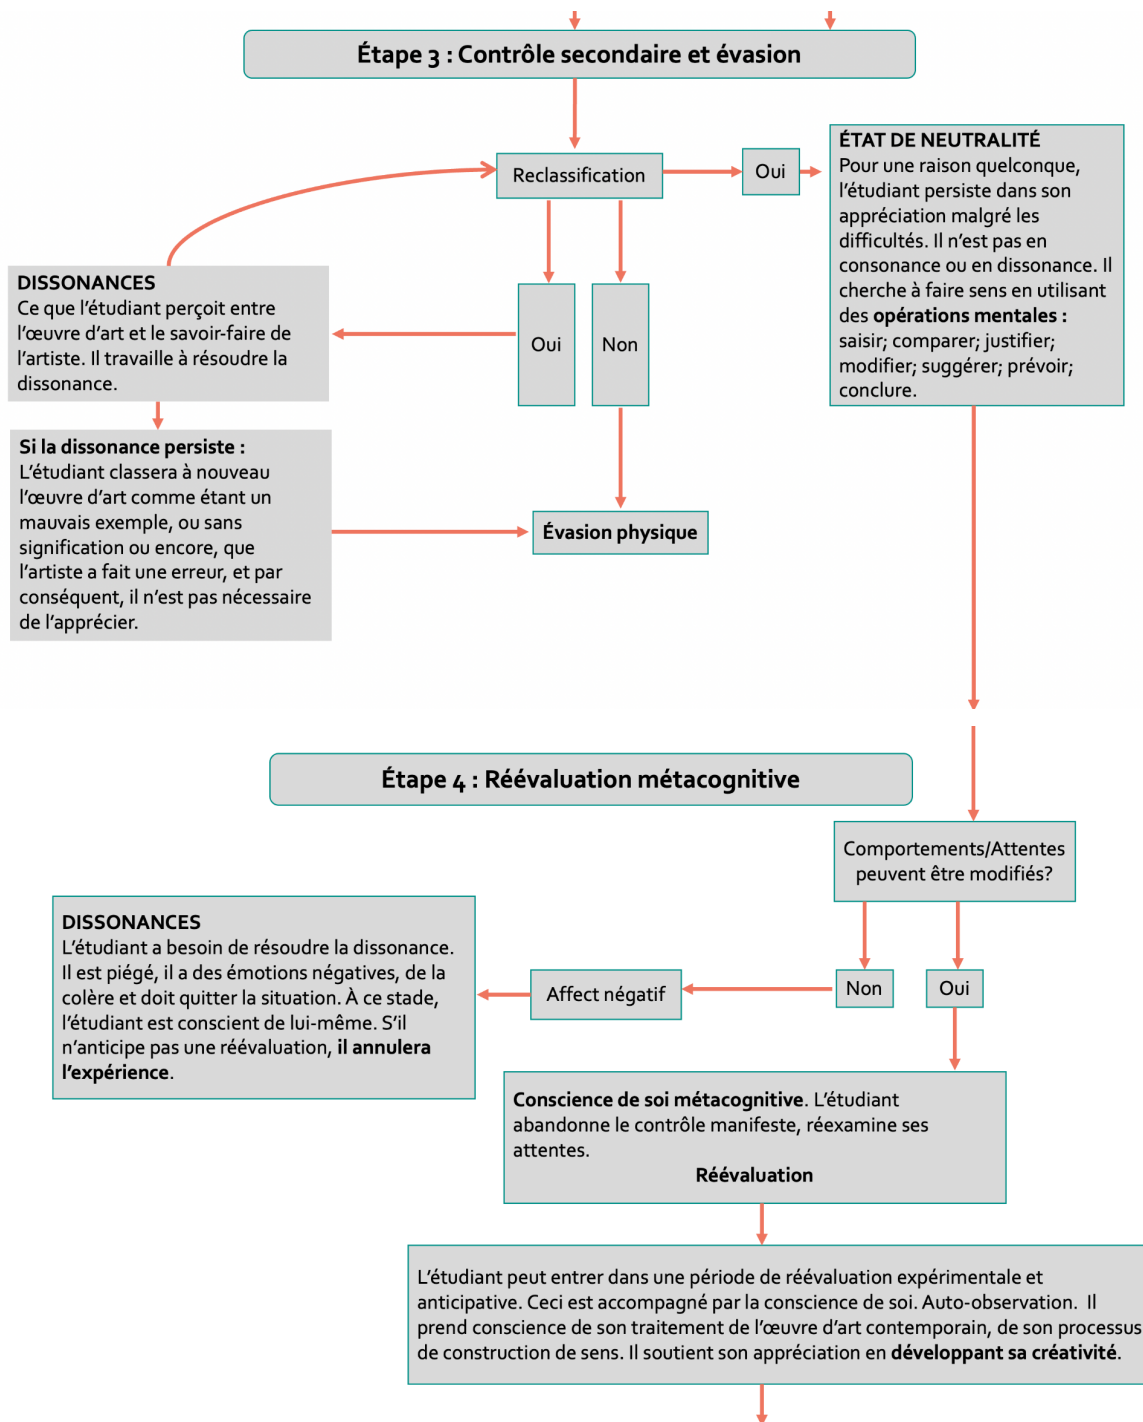 Étape 3 : Contrôle secondaire et évasion
Reclassification
Oui
ÉTAT DE NEUTRALITÉ
Pour une raison quelconque,
l'étudiant persiste dans son
appréciation malgré les
difficultés. Il n'est pas en
consonance ou en dissonance. Il
cherche à faire sens en utilisant
des opérations mentales :
saisir; comparer; justifier;
modifier; suggérer; prévoir;
conclure.
DISSONANCES
Ce que l'étudiant perçoit entre
l'œuvre d'art et le savoir-faire de
l'artiste. Il travaille à résoudre la
dissonance.
Oui
Non
Si la dissonance persiste :
L'étudiant classera à nouveau
l'œuvre d'art comme étant un
mauvais exemple, ou sans
signification ou encore, que
l'artiste a fait une erreur, et par
conséquent, il n'est pas nécessaire
de l'apprécier.
Évasion physique
Étape 4 : Réévaluation métacognitive
Comportements/Attentes
peuvent être modifiés?
DISSONANCES
L'étudiant a besoin de résoudre la dissonance.
Il est piégé, il a des émotions négatives, de la
colère et doit quitter la situation. À ce stade,
l'étudiant est conscient de lui-même. S'il
n'anticipe pas une réévaluation, il annulera
l'expérience.
Affect négatif
Non
Oui
Conscience de soi métacognitive. L'étudiant
abandonne le contrôle manifeste, réexamine ses
attentes.
Réévaluation
L'étudiant peut entrer dans une période de réévaluation expérimentale et
anticipative. Ceci est accompagné par la conscience de soi. Auto-observation. Il
prend conscience de son traitement de l'œuvre d'art contemporain, de son processus
de construction de sens. Il soutient son appréciation en développant sa créativité.